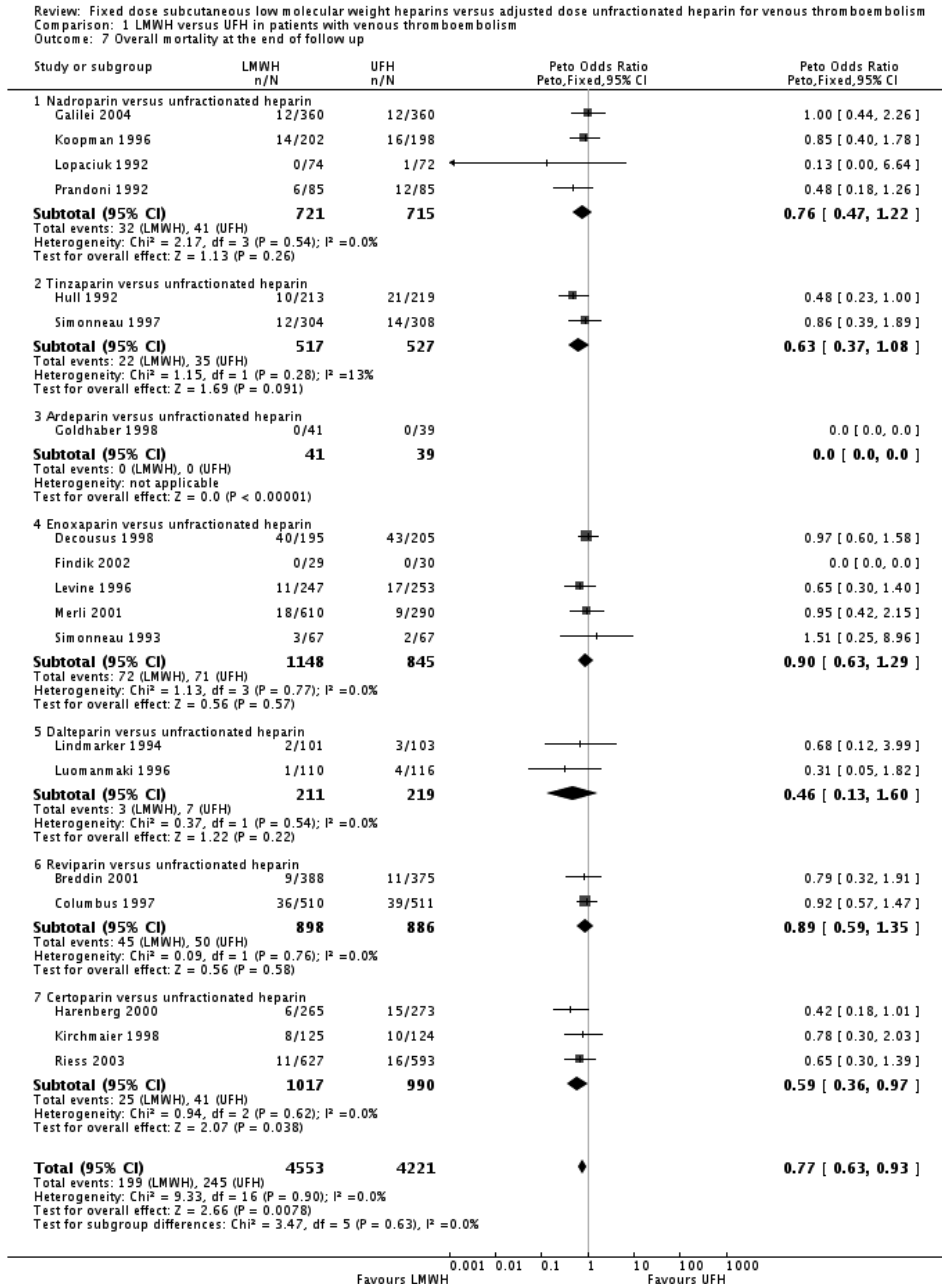 Review: Fixed dose subcutaneous low molecular weight heparins versus adjusted dose unfractionated heparin for venous thromboembolism
Comparison: 1 LMWH versus UFH in patients with venous thromboembolism
Outcome: 7 Overall mortality at the end of follow up
Study or subgroup LMWH UFH Peto Odds Ratio Peto Odds Ratio
n/N n/N Peto,Fixed,95% CI Peto,Fixed,95% CI
1 Nadroparin versus unfractionated heparin
Galilei 2004 12/360 12/360 1.00 [ 0.44, 2.26 ]
Koopman 1996 14/202 16/198 0.85 [ 0.40, 1.78 ]
Lopaciuk 1992 0/74 1/72 0.13 [ 0.00, 6.64 ]
Prandoni 1992 6/85 12/85 0.48 [ 0.18, 1.26 ]
Subtotal (95% CI) 721 715 0.76 [ 0.47, 1.22 ]
Total events: 32 (LMWH), 41 (UFH)
Heterogeneity: Chi² = 2.17, df = 3 (P = 0.54); I² =0.0%
Test for overall effect: Z = 1.13 (P = 0.26)
2 Tinzaparin versus unfractionated heparin
Hull 1992 10/213 21/219 0.48 [ 0.23, 1.00 ]
Simonneau 1997 12/304 14/308 0.86 [ 0.39, 1.89 ]
Subtotal (95% CI) 517 527 0.63 [ 0.37, 1.08 ]
Total events: 22 (LMWH), 35 (UFH)
Heterogeneity: Chi² = 1.15, df = 1 (P = 0.28); I² =13%
Test for overall effect: Z = 1.69 (P = 0.091)
3 Ardeparin versus unfractionated heparin
Goldhaber 1998 0/41 0/39 0.0 [ 0.0, 0.0 ]
Subtotal (95% CI) 41 39 0.0 [ 0.0, 0.0 ]
Total events: 0 (LMWH), 0 (UFH)
Heterogeneity: not applicable
Test for overall effect: Z = 0.0 (P < 0.00001)
4 Enoxaparin versus unfractionated heparin
Decousus 1998 40/195 43/205 0.97 [ 0.60, 1.58 ]
Findik 2002 0/29 0/30 0.0 [ 0.0, 0.0 ]
Levine 1996 11/247 17/253 0.65 [ 0.30, 1.40 ]
Merli 2001 18/610 9/290 0.95 [ 0.42, 2.15 ]
Simonneau 1993 3/67 2/67 1.51 [ 0.25, 8.96 ]
Subtotal (95% CI) 1148 845 0.90 [ 0.63, 1.29 ]
Total events: 72 (LMWH), 71 (UFH)
Heterogeneity: Chi² = 1.13, df = 3 (P = 0.77); I² =0.0%
Test for overall effect: Z = 0.56 (P = 0.57)
5 Dalteparin versus unfractionated heparin
Lindmarker 1994 2/101 3/103 0.68 [ 0.12, 3.99 ]
Luomanmaki 1996 1/110 4/116 0.31 [ 0.05, 1.82 ]
Subtotal (95% CI) 211 219 0.46 [ 0.13, 1.60 ]
Total events: 3 (LMWH), 7 (UFH)
Heterogeneity: Chi² = 0.37, df = 1 (P = 0.54); I² =0.0%
Test for overall effect: Z = 1.22 (P = 0.22)
6 Reviparin versus unfractionated heparin
Breddin 2001 9/388 11/375 0.79 [ 0.32, 1.91 ]
Columbus 1997 36/510 39/511 0.92 [ 0.57, 1.47 ]
Subtotal (95% CI) 898 886 0.89 [ 0.59, 1.35 ]
Total events: 45 (LMWH), 50 (UFH)
Heterogeneity: Chi² = 0.09, df = 1 (P = 0.76); I² =0.0%
Test for overall effect: Z = 0.56 (P = 0.58)
7 Certoparin versus unfractionated heparin
Harenberg 2000 6/265 15/273 0.42 [ 0.18, 1.01 ]
Kirchmaier 1998 8/125 10/124 0.78 [ 0.30, 2.03 ]
Riess 2003 11/627 16/593 0.65 [ 0.30, 1.39 ]
Subtotal (95% CI) 1017 990 0.59 [ 0.36, 0.97 ]
Total events: 25 (LMWH), 41 (UFH)
Heterogeneity: Chi² = 0.94, df = 2 (P = 0.62); I² =0.0%
Test for overall effect: Z = 2.07 (P = 0.038)
Total (95% CI) 4553 4221 0.77 [ 0.63, 0.93 ]
Total events: 199 (LMWH), 245 (UFH)
Heterogeneity: Chi² = 9.33, df = 16 (P = 0.90); I² =0.0%
Test for overall effect: Z = 2.66 (P = 0.0078)
Test for subgroup differences: Chi² = 3.47, df = 5 (P = 0.63), I² =0.0%
0.001 0.01 0.1 1 10 100 1000
Favours LMWH Favours UFH